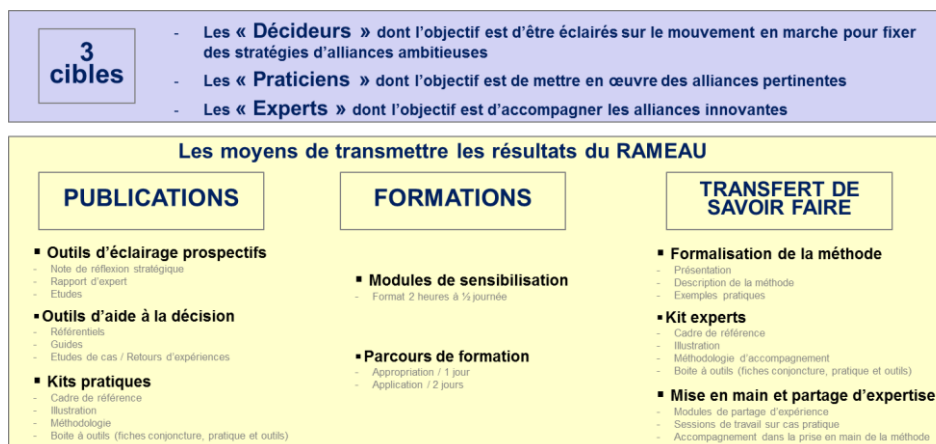 3
cibles
- Les « Décideurs » dont l'objectif est d'être éclairés sur le mouvement en marche pour fixer
des stratégies d'alliances ambitieuses
- Les « Praticiens » dont l'objectif est de mettre en œuvre des alliances pertinentes
- Les « Experts » dont l'objectif est d'accompagner les alliances innovantes
Les moyens de transmettre les résultats du RAMEAU
PUBLICATIONS
▪ Outils d'éclairage prospectifs
- Note de réflexion stratégique
- Rapport d'expert
- Etudes
▪ Outils d'aide à la décision
- Référentiels
- Guides
- Etudes de cas / Retours d'expériences
▪ Kits pratiques
- Cadre de référence
- Illustration
- Méthodologie
- Boite à outils (fiches conjoncture, pratique et outils)
FORMATIONS
▪ Modules de sensibilisation
- Format 2 heures à ½ journée
▪ Parcours de formation
- Appropriation / 1 jour
- Application / 2 jours
TRANSFERT DE
SAVOIR FAIRE
▪ Formalisation de la méthode
- Présentation
- Description de la méthode
- Exemples pratiques
▪ Kit experts
- Cadre de référence
- Illustration
- Méthodologie d'accompagnement
- Boite à outils (fiches conjoncture, pratique et outils)
▪ Mise en main et partage d'expertise
- Modules de partage d'expérience
- Sessions de travail sur cas pratique
- Accompagnement dans la prise en main de la méthode